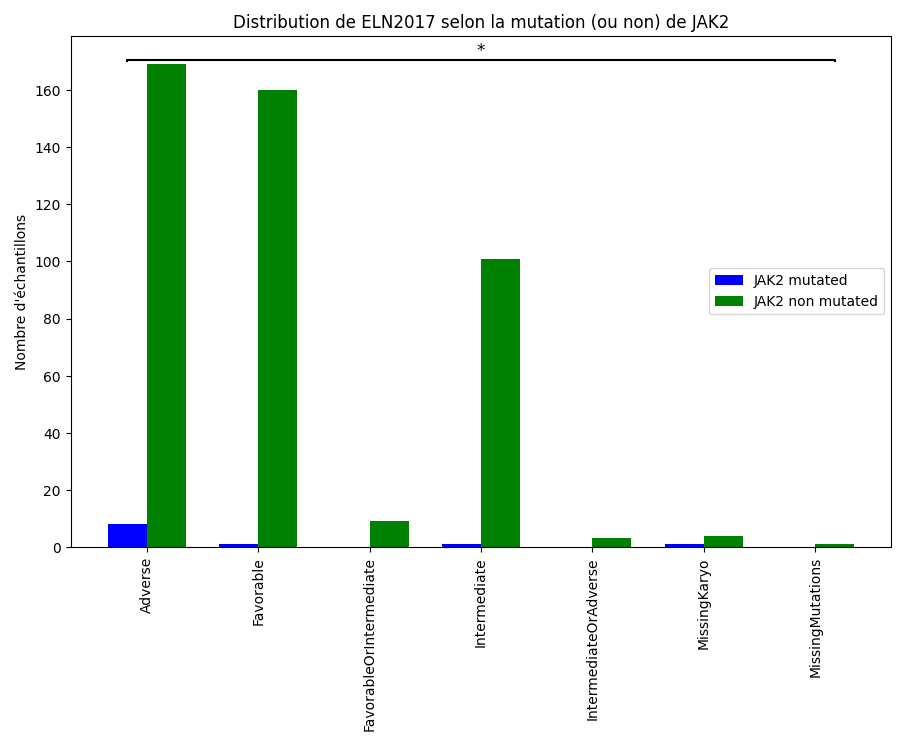 Distribution de ELN2017 selon la mutation (ou non) de JAK2
*
Nombre d'échantillons
160
140
120
100
80
60
40
20
0
JAK2 mutated
JAK2 non mutated
Adverse
Favorable
FavorableOrIntermediate
Intermediate
IntermediateOrAdverse
MissingKaryo
MissingMutations